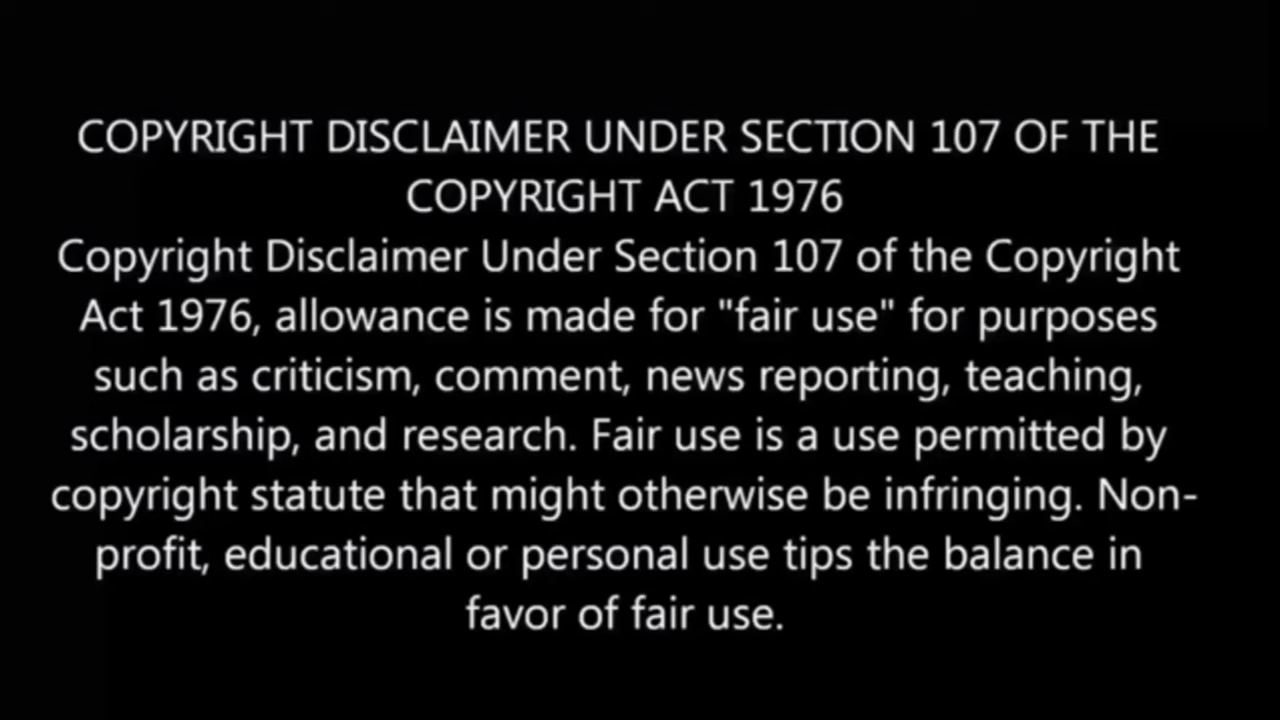 COPYRIGHT DISCLAIMER UNDER SECTION 107 OF THE
COPYRIGHT ACT 1976
Copyright Disclaimer Under Section 107 of the Copyright
Act 1976, allowance is made for "fair use" for purposes
such as criticism, comment, news reporting, teaching,
scholarship, and research. Fair use is a use permitted by
copyright statute that might otherwise be infringing. Non-
profit, educational or personal use tips the balance in
favor of fair use.